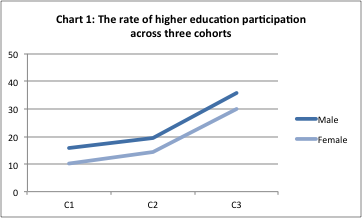 Chart 1: The rate of higher education participation
across three cohorts
50
40
30
20
10
0
C1 C2 C3
Male
Female